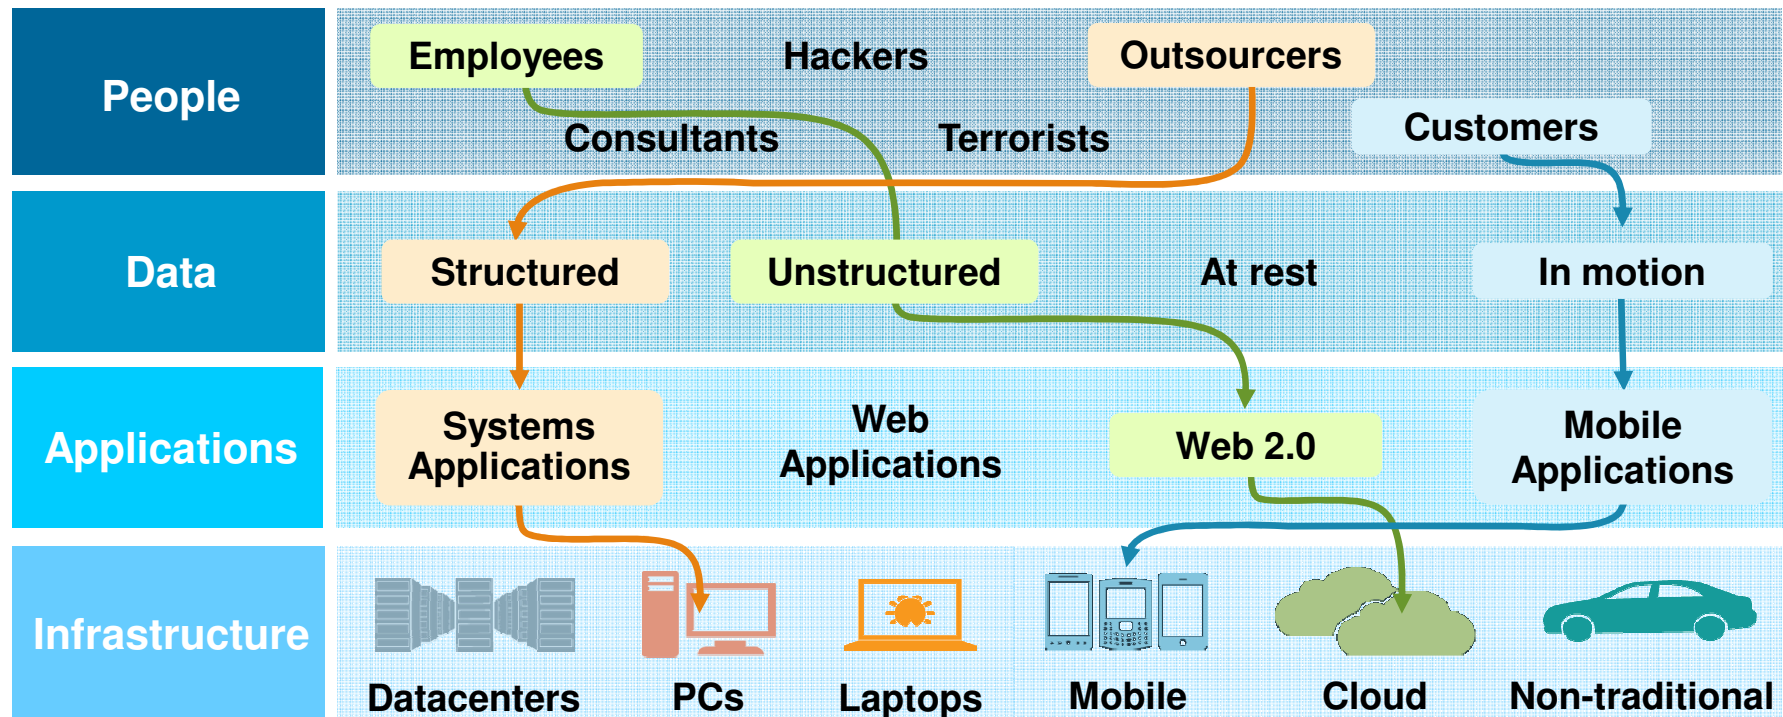 People
Employees
Hackers
Outsourcers
Consultants
Terrorists
Customers
Data
Structured
Unstructured
At rest
In motion
Applications
Systems
Applications
Web
Applications
Web 2.0
Mobile
Applications
Infrastructure
Datacenters
PCs
Laptops
Mobile
Cloud
Non-traditional